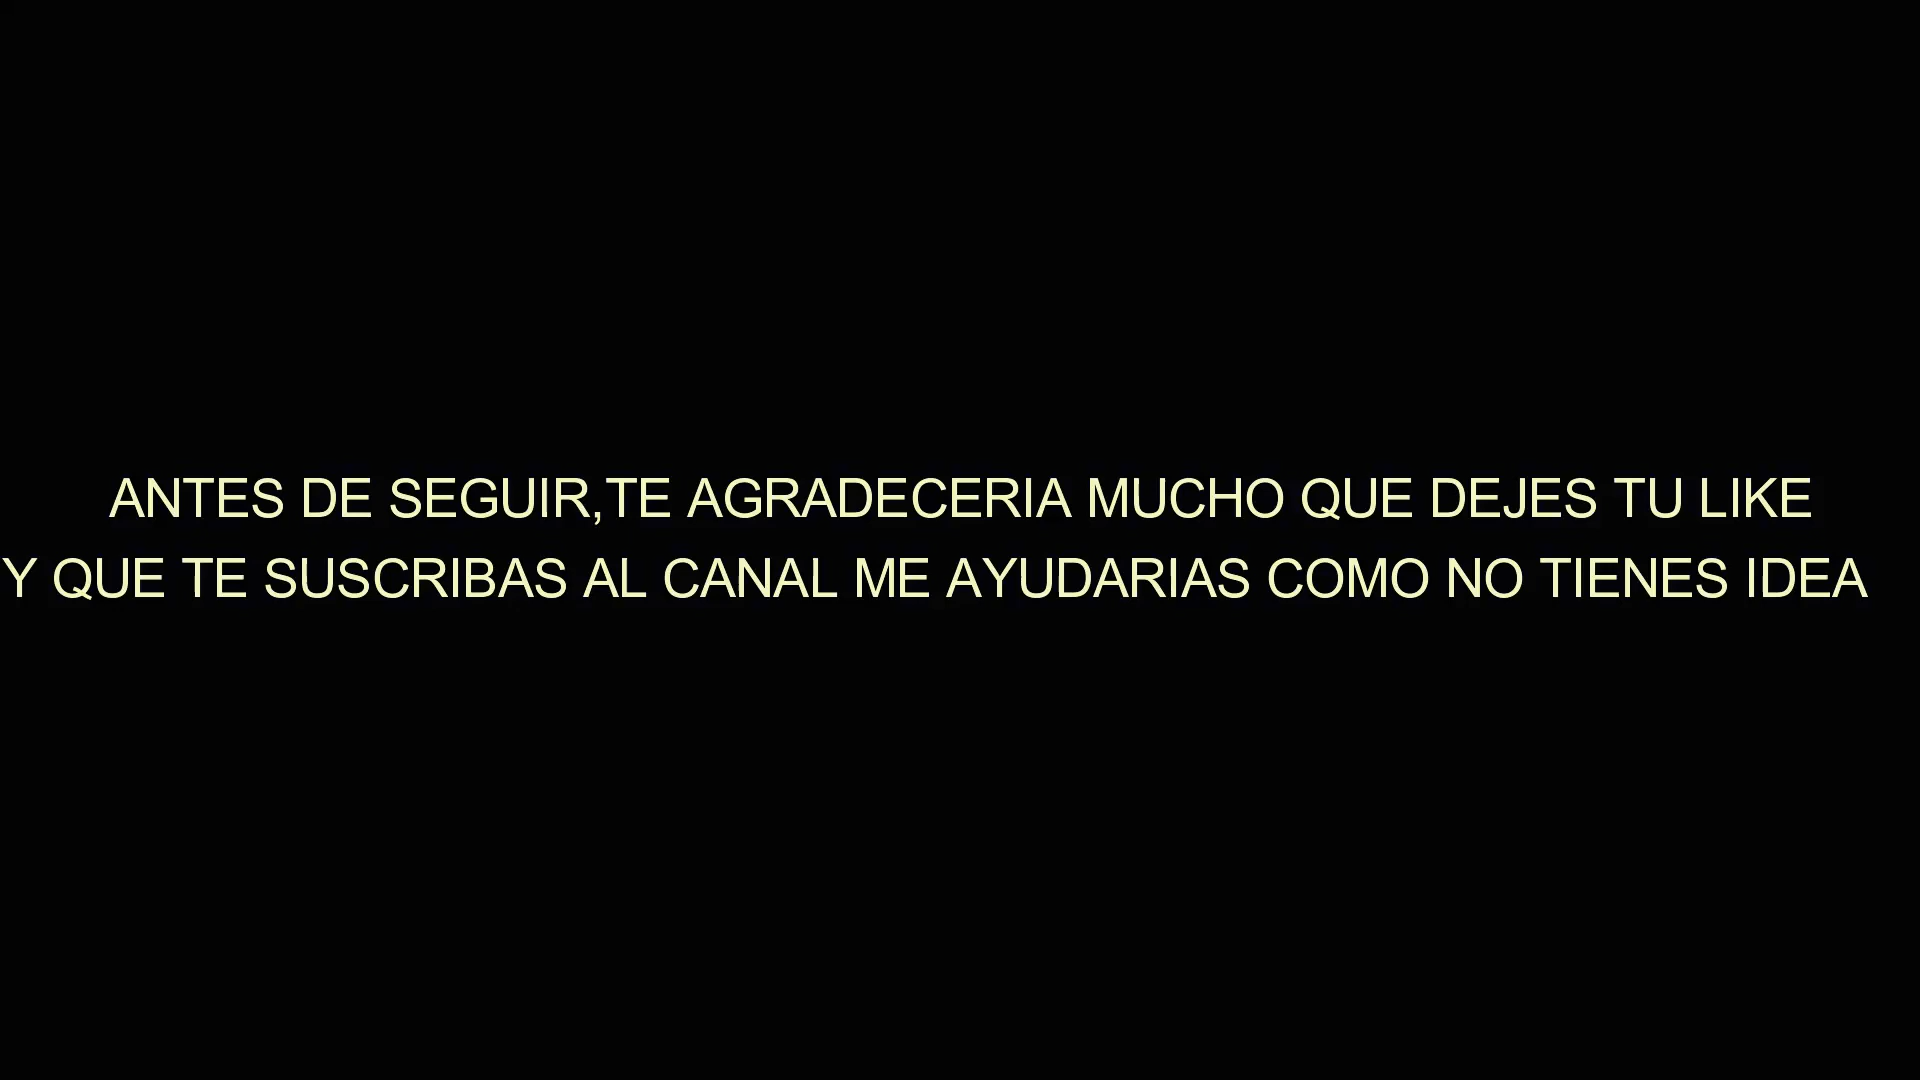 ANTES DE SEGUIR,TE AGRADECERIA MUCHO QUE DEJES TU LIKE
Y QUE TE SUSCRIBAS AL CANAL ME AYUDARIAS COMO NO TIENES IDEA